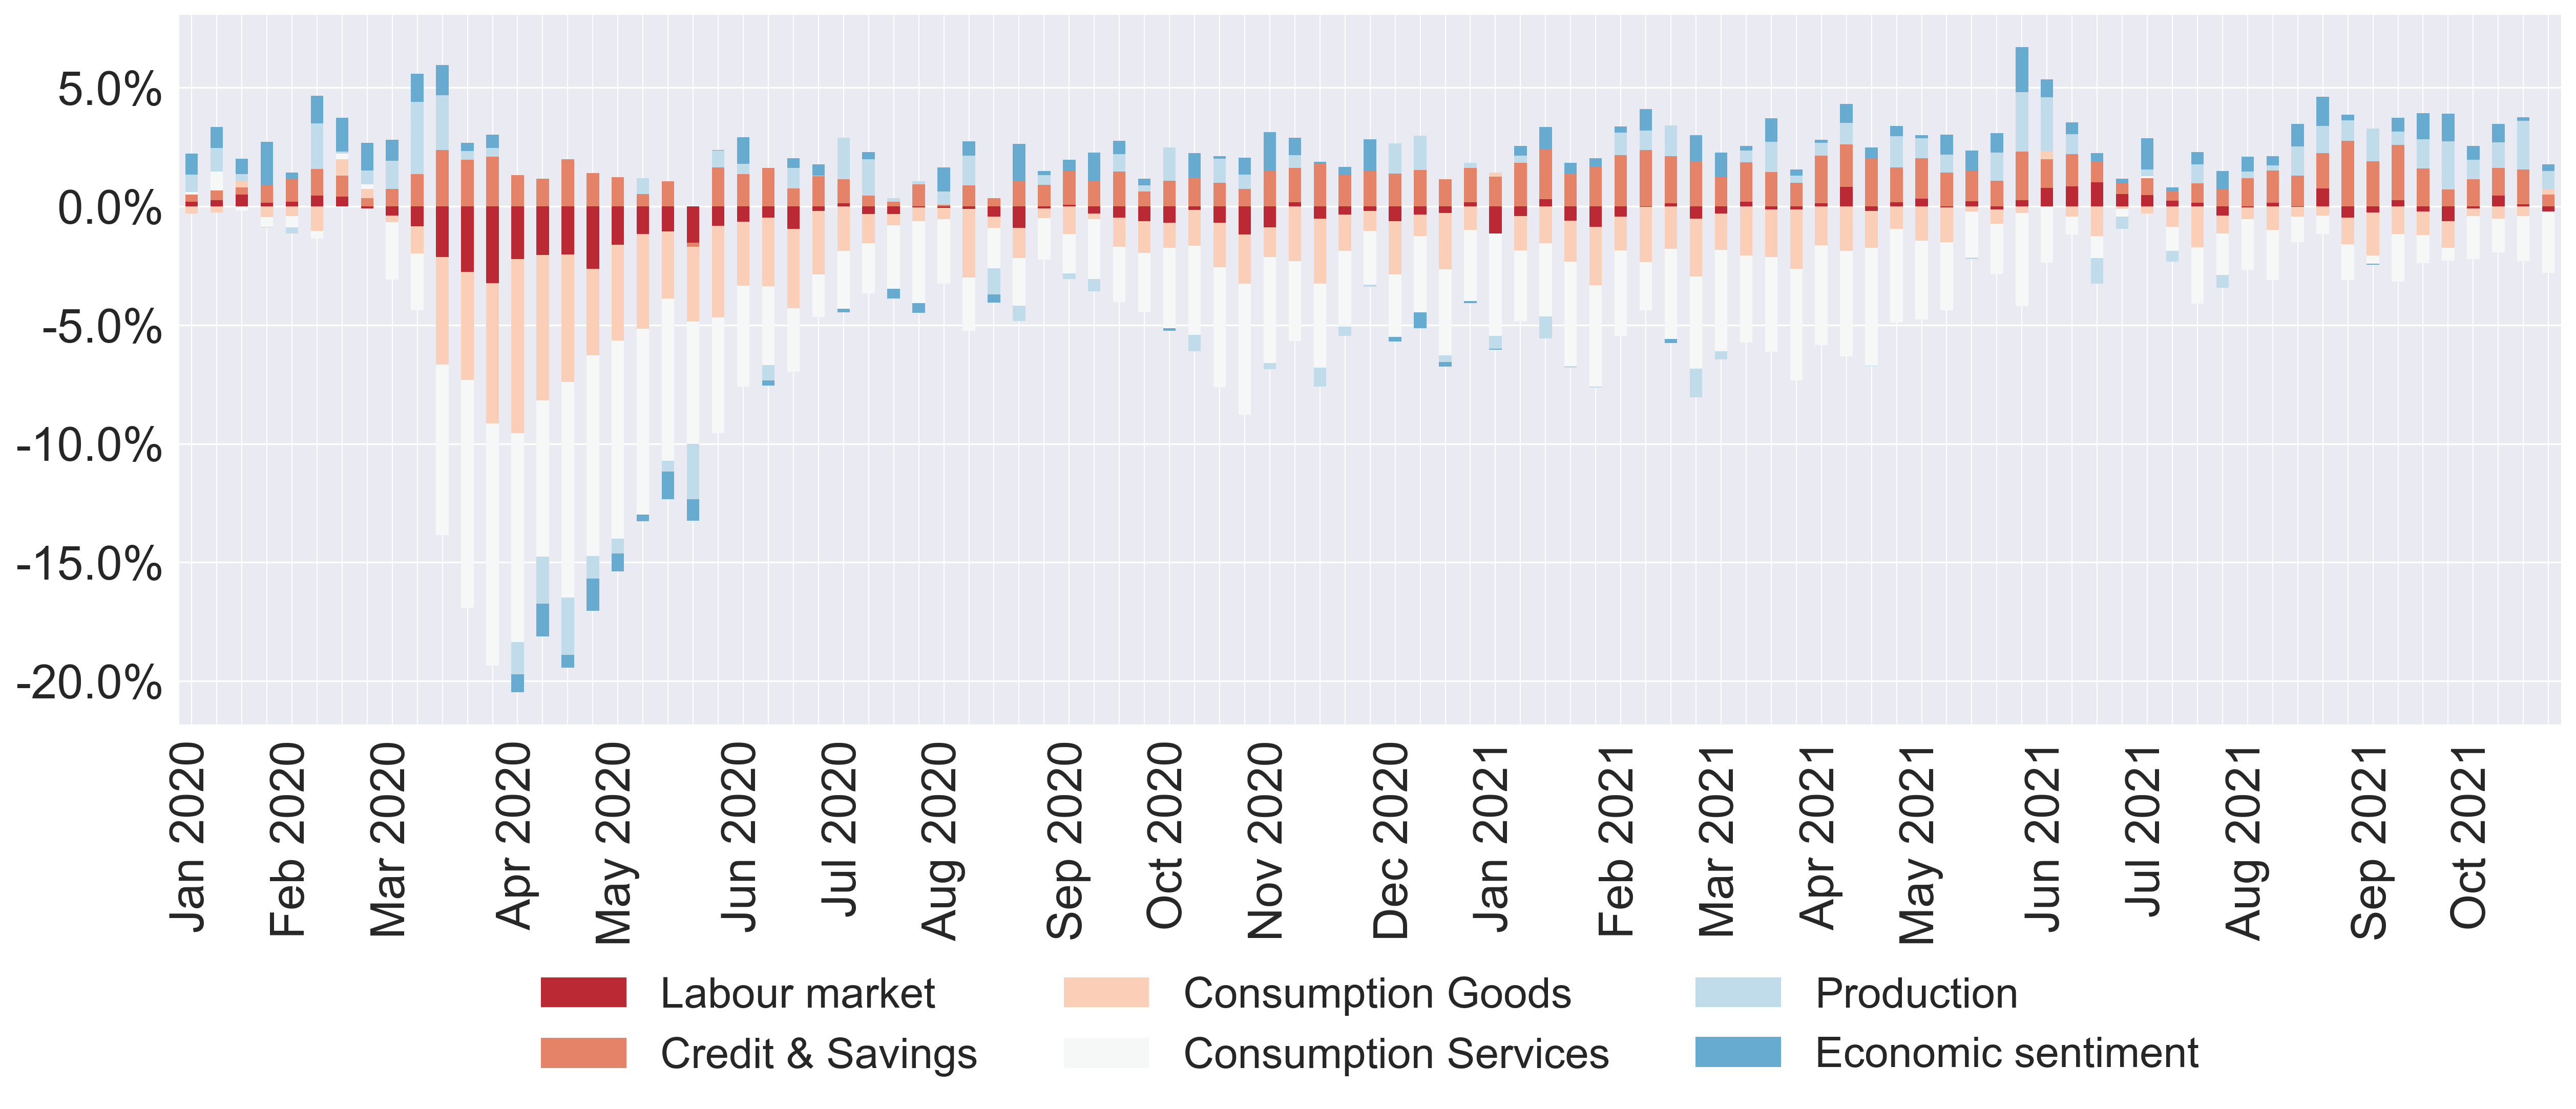 5.0%
0.0%
-5.0%
-10.0%
-15.0%
-20.0%
Jan 2020
Feb 2020
Mar 2020
Apr 2020
May 2020
Jun 2020
Jul 2020
Aug 2020
Sep 2020
Oct 2020
Nov 2020
Dec 2020
Jan 2021
Feb 2021
Mar 2021
Apr 2021
May 2021
Jun 2021
Jul 2021
Aug 2021
Sep 2021
Oct 2021
Labour market
Consumption Goods
Production
Credit & Savings
Consumption Services
Economic sentiment